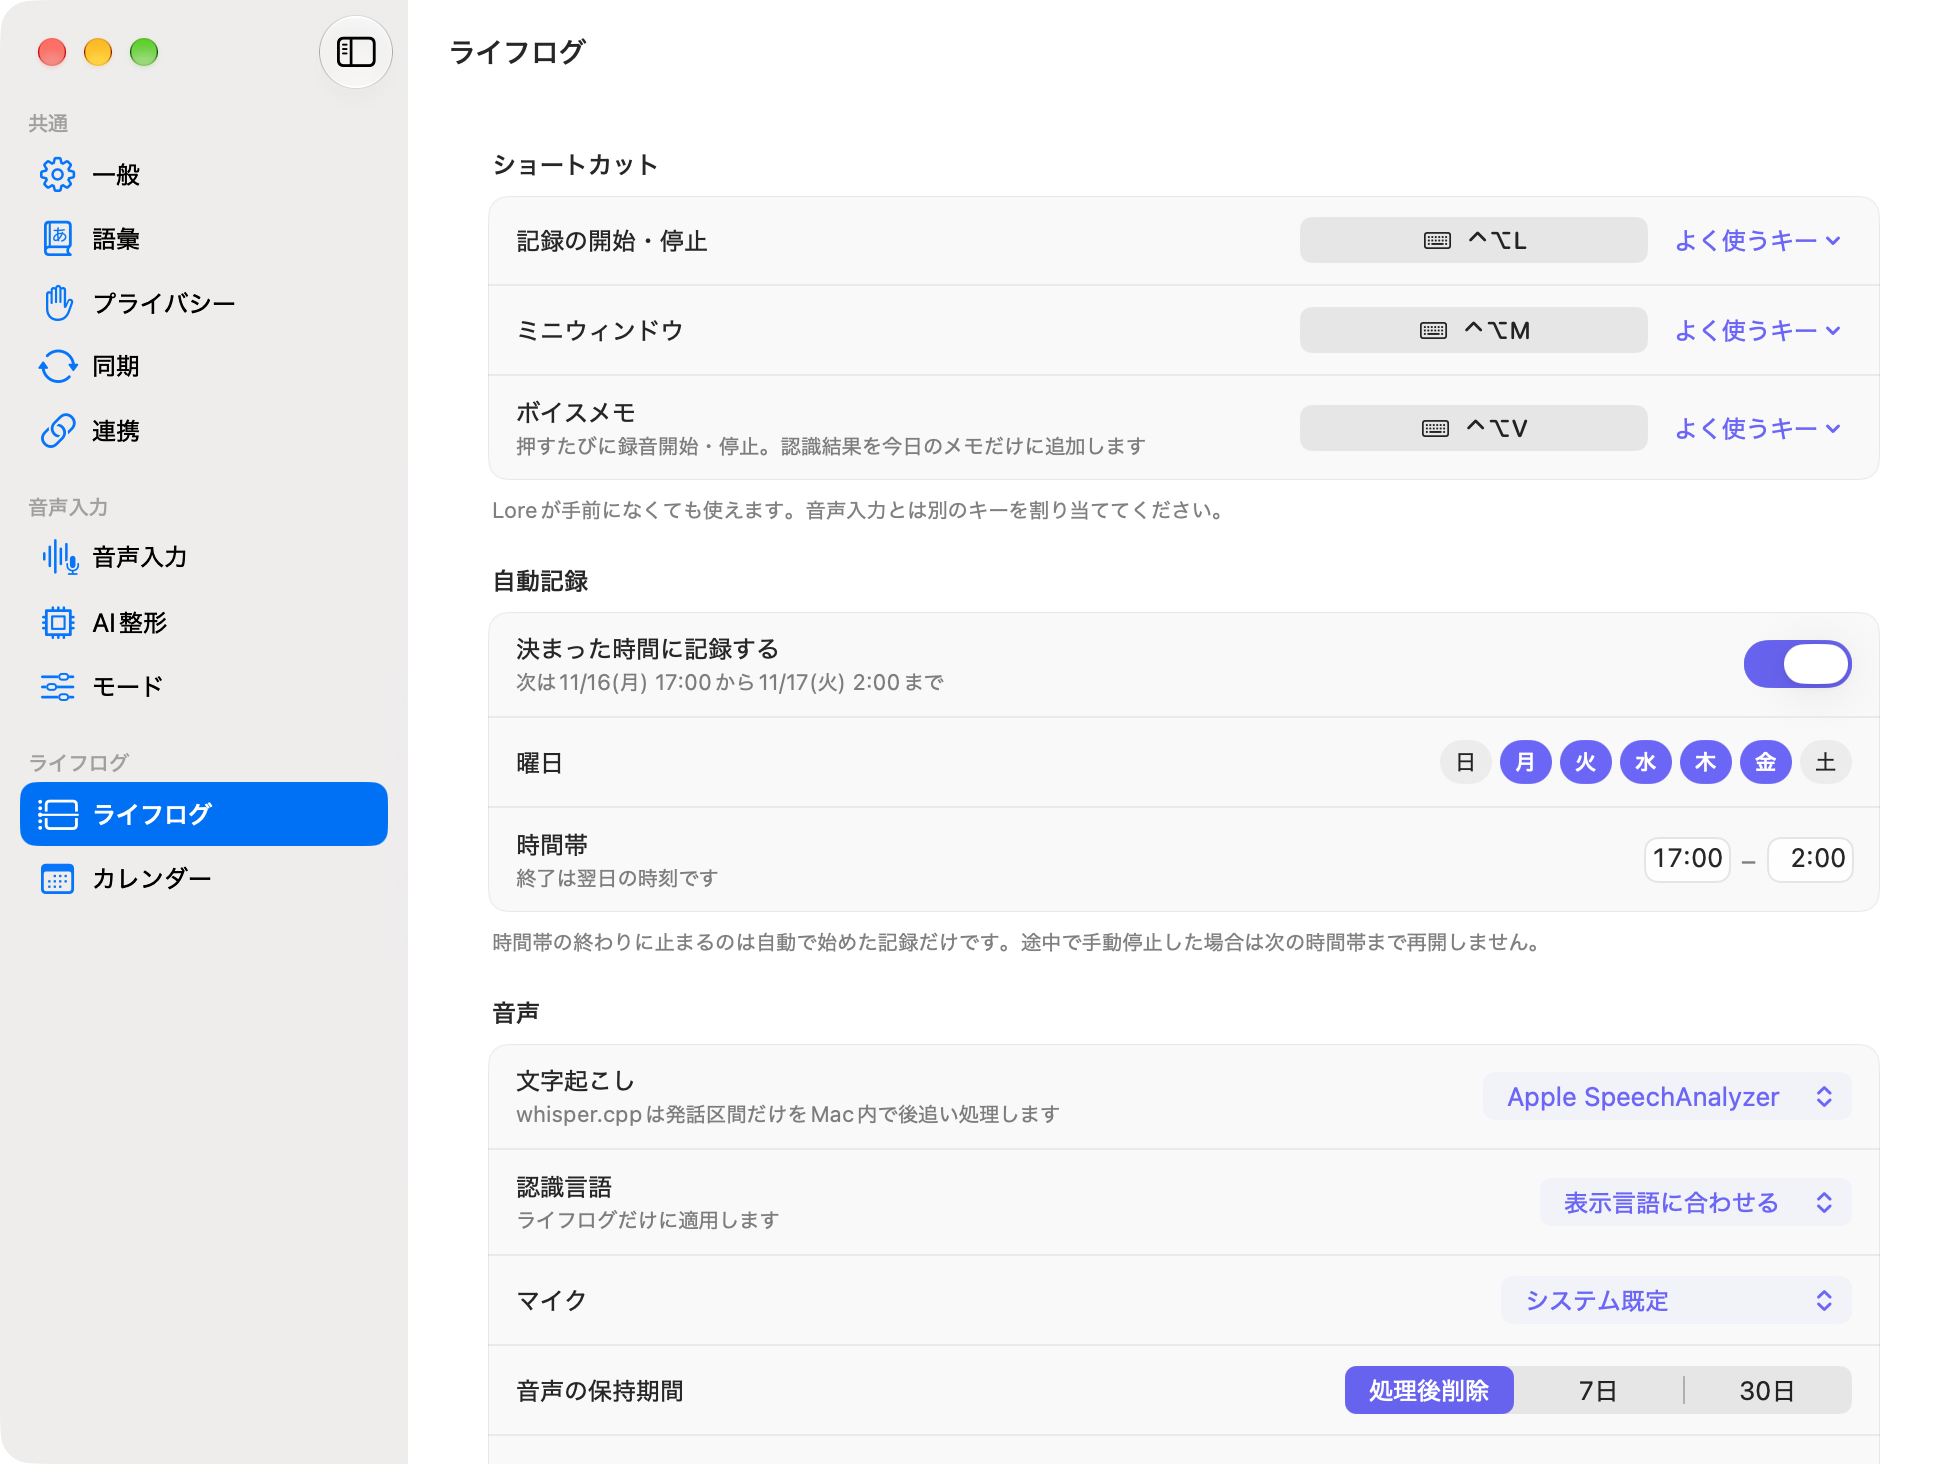 ライフログ
共通
一般
語彙
プライバシー
同期
連携
音声入力
音声入力
AI整形
モード
ライフログ
ライフログ
カレンダー
ショートカット
記録の開始・停止
^⌥L
よく使うキー
ミニウィンドウ
^⌥M
よく使うキー
ボイスメモ
押すたびに録音開始・停止。認識結果を今日のメモだけに追加します
^⌥V
よく使うキー
Loreが手前になくても使えます。音声入力とは別のキーを割り当ててください。
自動記録
決まった時間に記録する
次は11/16(月) 17:00から11/17(火) 2:00まで
曜日
日 月 火 水 木 金 土
時間帯
終了は翌日の時刻です
17:00 – 2:00
時間帯の終わりに止まるのは自動で始めた記録だけです。途中で手動停止した場合は次の時間帯まで再開しません。
音声
文字起こし
whisper.cppは発話区間だけをMac内で後追い処理します
Apple SpeechAnalyzer
認識言語
ライフログだけに適用します
表示言語に合わせる
マイク
システム既定
音声の保持期間
処理後削除 7日 30日